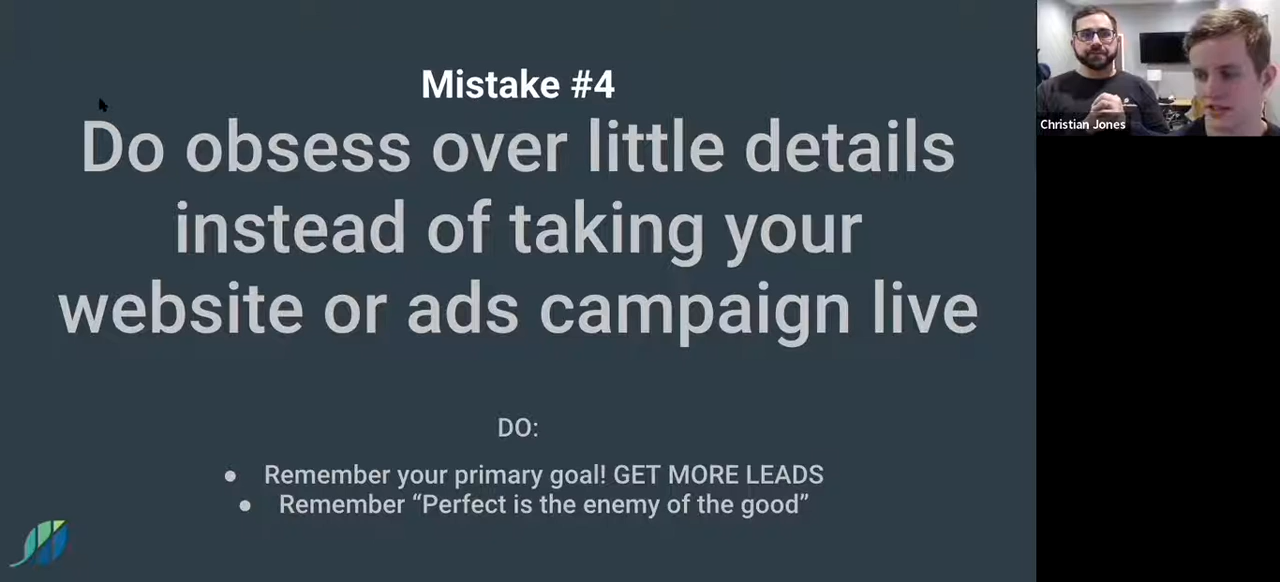 Mistake #4
Do obsess over little details
instead of taking your
website or ads campaign live
DO:
● Remember your primary goal! GET MORE LEADS
● Remember “Perfect is the enemy of the good”
Christian Jones